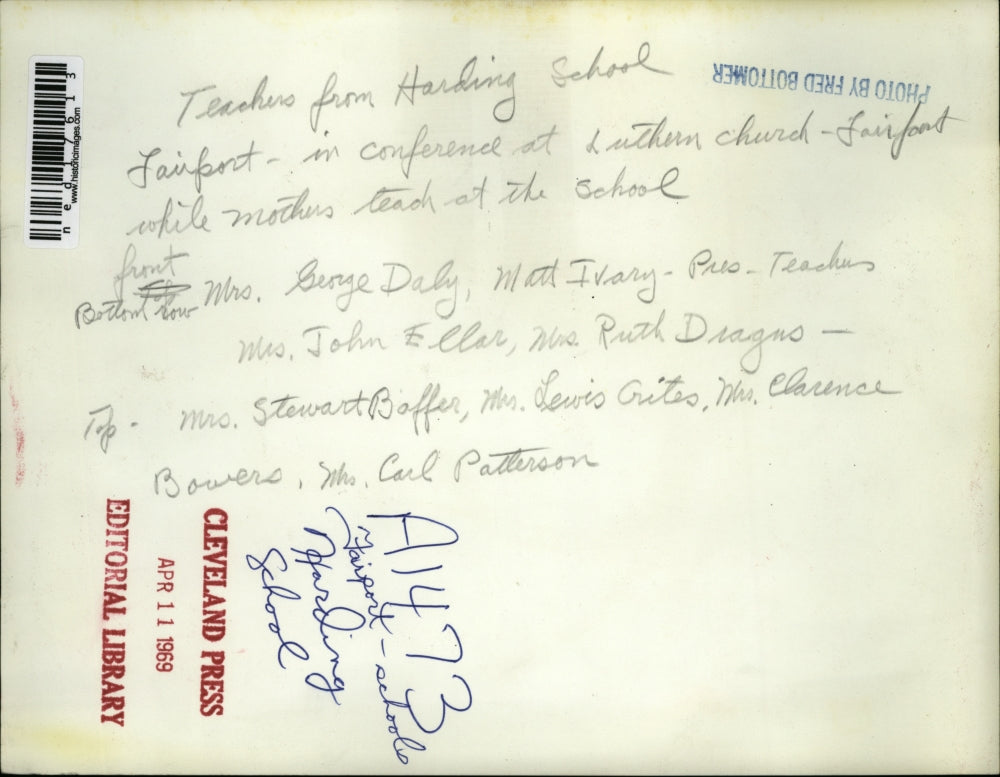 Teachers from Harding School
Fairport - in conference at Luthern church - Fairport
while mothers teach at the School
front
Bottom row Mrs. George Daly, Matt Ivary - Pres - Teachers
Mrs. John Ellar, Mrs. Ruth Dragus -
Top - Mrs. Stewart Boffer, Mrs. Lewis Crites, Mrs. Clarence
Bowers, Mrs. Carl Patterson
PHOTO BY FRED BOTTOMER
ned17613
www.historicimages.com
A1473
Fairport - schools
Harding
School
CLEVELAND PRESS
APR 11 1969
EDITORIAL LIBRARY